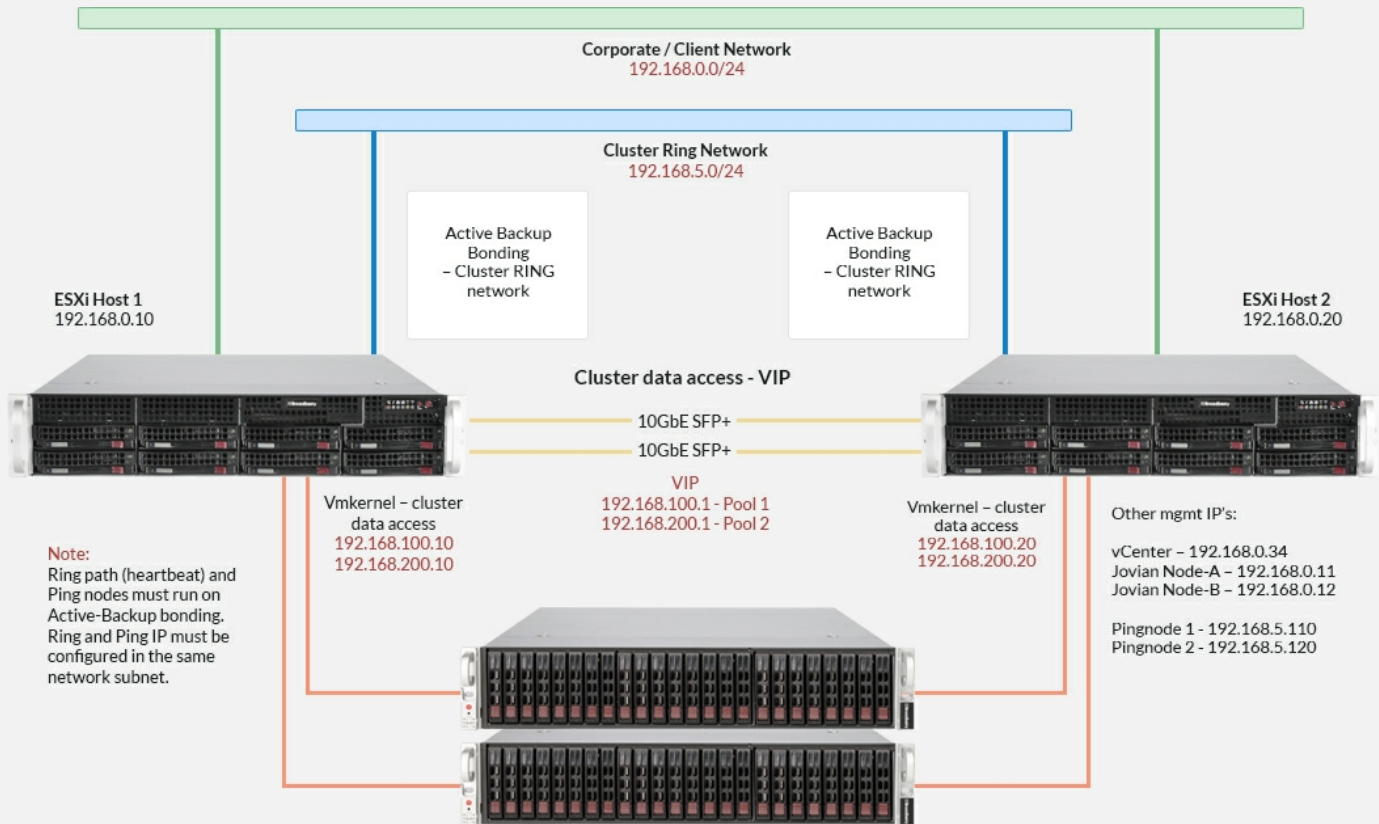 Corporate / Client Network
192.168.0.0/24
Cluster Ring Network
192.168.5.0/24
Active Backup
Bonding
– Cluster RING
network
Active Backup
Bonding
– Cluster RING
network
ESXi Host 1
192.168.0.10
ESXi Host 2
192.168.0.20
Cluster data access - VIP
10GbE SFP+
10GbE SFP+
VIP
192.168.100.1 - Pool 1
192.168.200.1 - Pool 2
Vmkernel – cluster
data access
192.168.100.10
192.168.200.10
Vmkernel – cluster
data access
192.168.100.20
192.168.200.20
Note:
Ring path (heartbeat) and
Ping nodes must run on
Active-Backup bonding.
Ring and Ping IP must be
configured in the same
network subnet.
Other mgmt IP's:
vCenter – 192.168.0.34
Jovian Node-A – 192.168.0.11
Jovian Node-B – 192.168.0.12
Pingnode 1 - 192.168.5.110
Pingnode 2 - 192.168.5.120